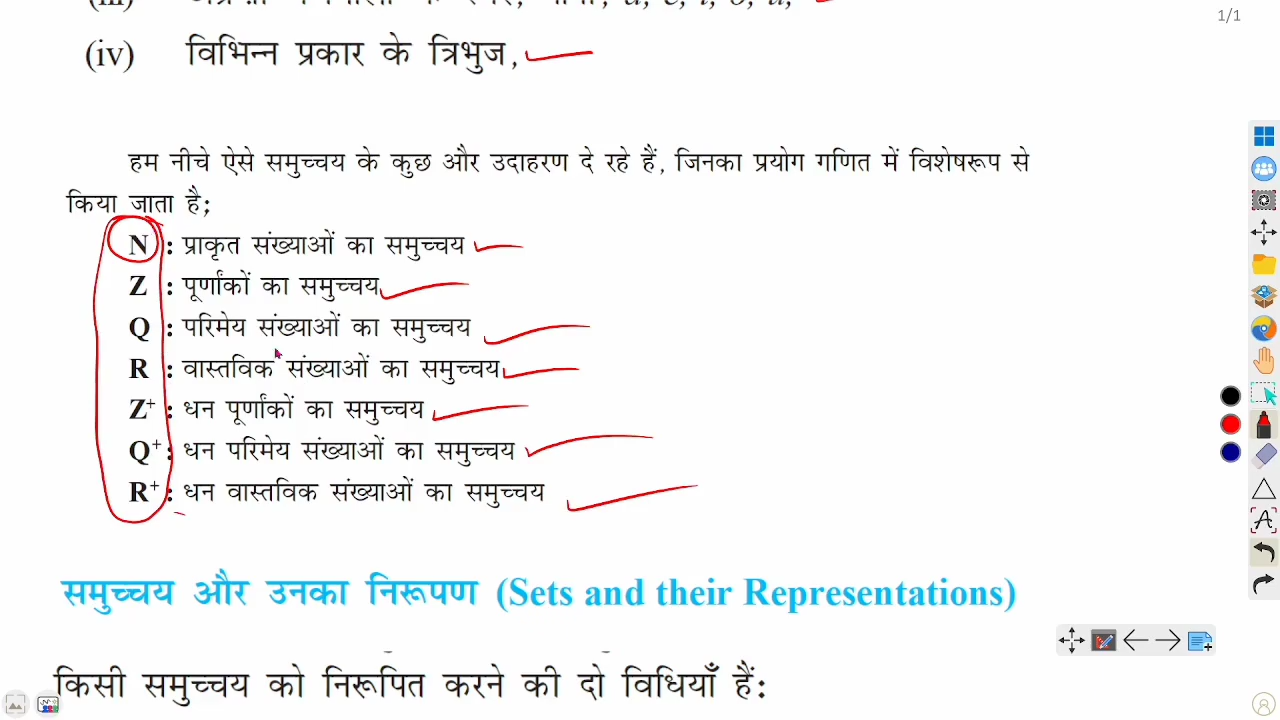 1/1
(iv) विभिन्न प्रकार के त्रिभुज,
हम नीचे ऐसे समुच्चय के कुछ और उदाहरण दे रहे हैं, जिनका प्रयोग गणित में विशेषरूप से
किया जाता है;
N : प्राकृत संख्याओं का समुच्चय
Z : पूर्णांकों का समुच्चय
Q : परिमेय संख्याओं का समुच्चय
R : वास्तविक संख्याओं का समुच्चय
Z⁺ : धन पूर्णांकों का समुच्चय
Q⁺ : धन परिमेय संख्याओं का समुच्चय
R⁺ : धन वास्तविक संख्याओं का समुच्चय
समुच्चय और उनका निरूपण (Sets and their Representations)
किसी समुच्चय को निरूपित करने की दो विधियाँ हैं: